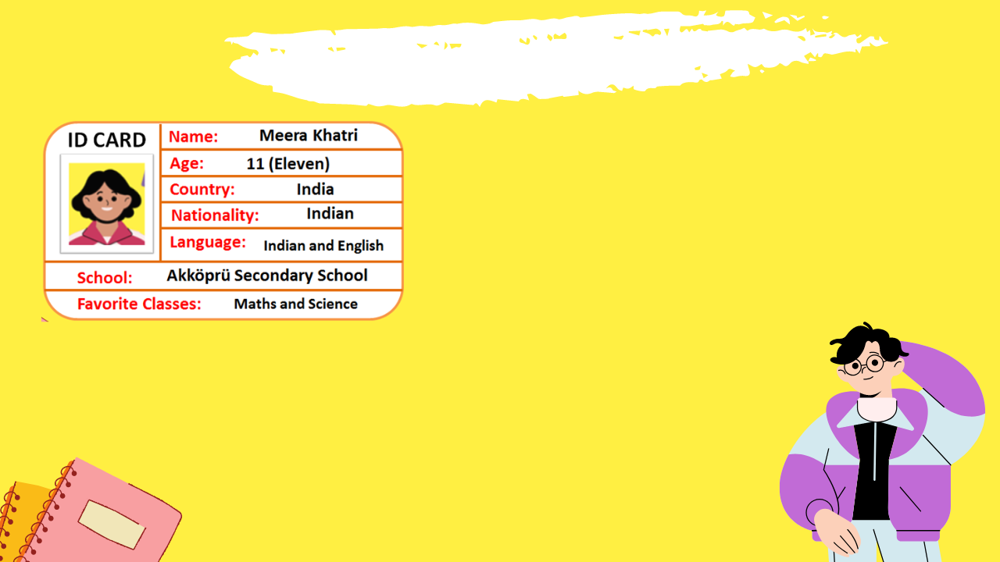 ID CARD
Name: Meera Khatri
Age: 11 (Eleven)
Country: India
Nationality: Indian
Language: Indian and English
School: Akköprü Secondary School
Favorite Classes: Maths and Science